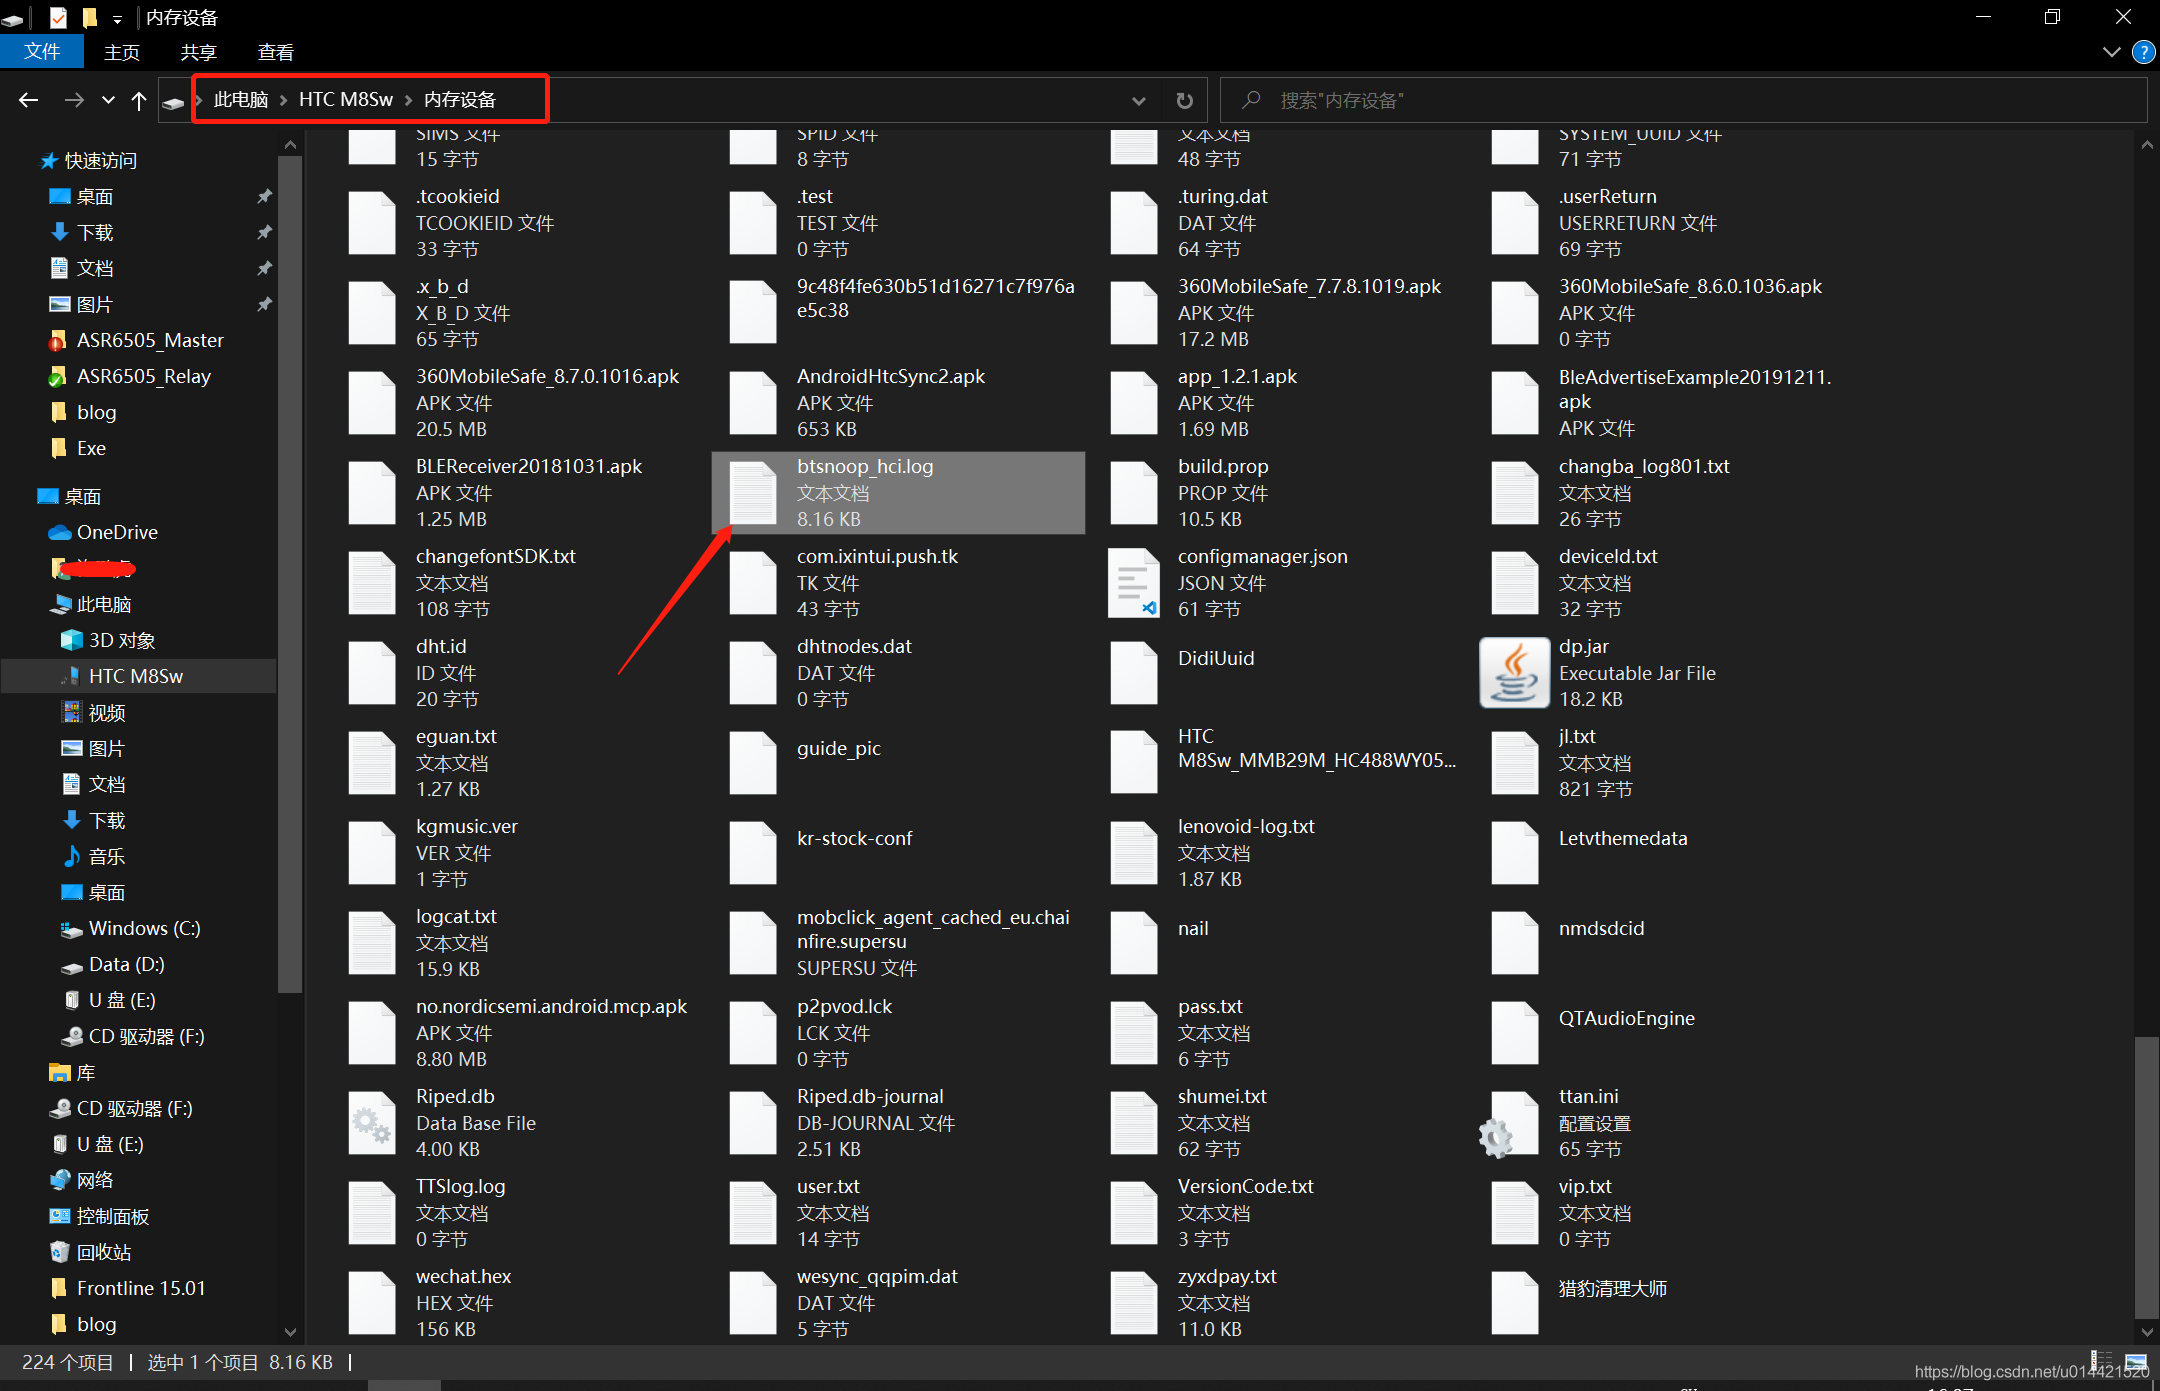 内存设备
文件 主页 共享 查看
此电脑 HTC M8Sw 内存设备
搜索"内存设备"
快速访问
桌面
下载
文档
图片
ASR6505_Master
ASR6505_Relay
blog
Exe
桌面
OneDrive
此电脑
3D 对象
HTC M8Sw
视频
图片
文档
下载
音乐
桌面
Windows (C:)
Data (D:)
U 盘 (E:)
CD 驱动器 (F:)
库
CD 驱动器 (F:)
U 盘 (E:)
网络
控制面板
回收站
Frontline 15.01
blog
SIMS 文件
15 字节
SPID 文件
8 字节
文本文档
48 字节
SYSTEM_UUID 文件
71 字节
.tcookieid
TCOOKIEID 文件
33 字节
.test
TEST 文件
0 字节
.turing.dat
DAT 文件
64 字节
.userReturn
USERRETURN 文件
69 字节
.x_b_d
X_B_D 文件
65 字节
9c48f4fe630b51d16271c7f976a
e5c38
360MobileSafe_7.7.8.1019.apk
APK 文件
17.2 MB
360MobileSafe_8.6.0.1036.apk
APK 文件
0 字节
360MobileSafe_8.7.0.1016.apk
APK 文件
20.5 MB
AndroidHtcSync2.apk
APK 文件
653 KB
app_1.2.1.apk
APK 文件
1.69 MB
BleAdvertiseExample20191211.
apk
APK 文件
BLEReceiver20181031.apk
APK 文件
1.25 MB
btsnoop_hci.log
文本文档
8.16 KB
build.prop
PROP 文件
10.5 KB
changba_log801.txt
文本文档
26 字节
changefontSDK.txt
文本文档
108 字节
com.ixintui.push.tk
TK 文件
43 字节
configmanager.json
JSON 文件
61 字节
deviceId.txt
文本文档
32 字节
dht.id
ID 文件
20 字节
dhtnodes.dat
DAT 文件
0 字节
DidiUuid
dp.jar
Executable Jar File
18.2 KB
eguan.txt
文本文档
1.27 KB
guide_pic
HTC
M8Sw_MMB29M_HC488WY05...
jl.txt
文本文档
821 字节
kgmusic.ver
VER 文件
1 字节
kr-stock-conf
lenovoid-log.txt
文本文档
1.87 KB
Letvthemedata
logcat.txt
文本文档
15.9 KB
mobclick_agent_cached_eu.chai
nfire.supersu
SUPERSU 文件
nail
nmdsdcid
no.nordicsemi.android.mcp.apk
APK 文件
8.80 MB
p2pvod.lck
LCK 文件
0 字节
pass.txt
文本文档
6 字节
QTAudioEngine
Riped.db
Data Base File
4.00 KB
Riped.db-journal
DB-JOURNAL 文件
2.51 KB
shumei.txt
文本文档
62 字节
ttan.ini
配置设置
65 字节
TTSlog.log
文本文档
0 字节
user.txt
文本文档
14 字节
VersionCode.txt
文本文档
3 字节
vip.txt
文本文档
0 字节
wechat.hex
HEX 文件
156 KB
wesync_qqpim.dat
DAT 文件
5 字节
zyxdpay.txt
文本文档
11.0 KB
猎豹清理大师
224 个项目 选中 1 个项目 8.16 KB
https://blog.csdn.net/u014421520